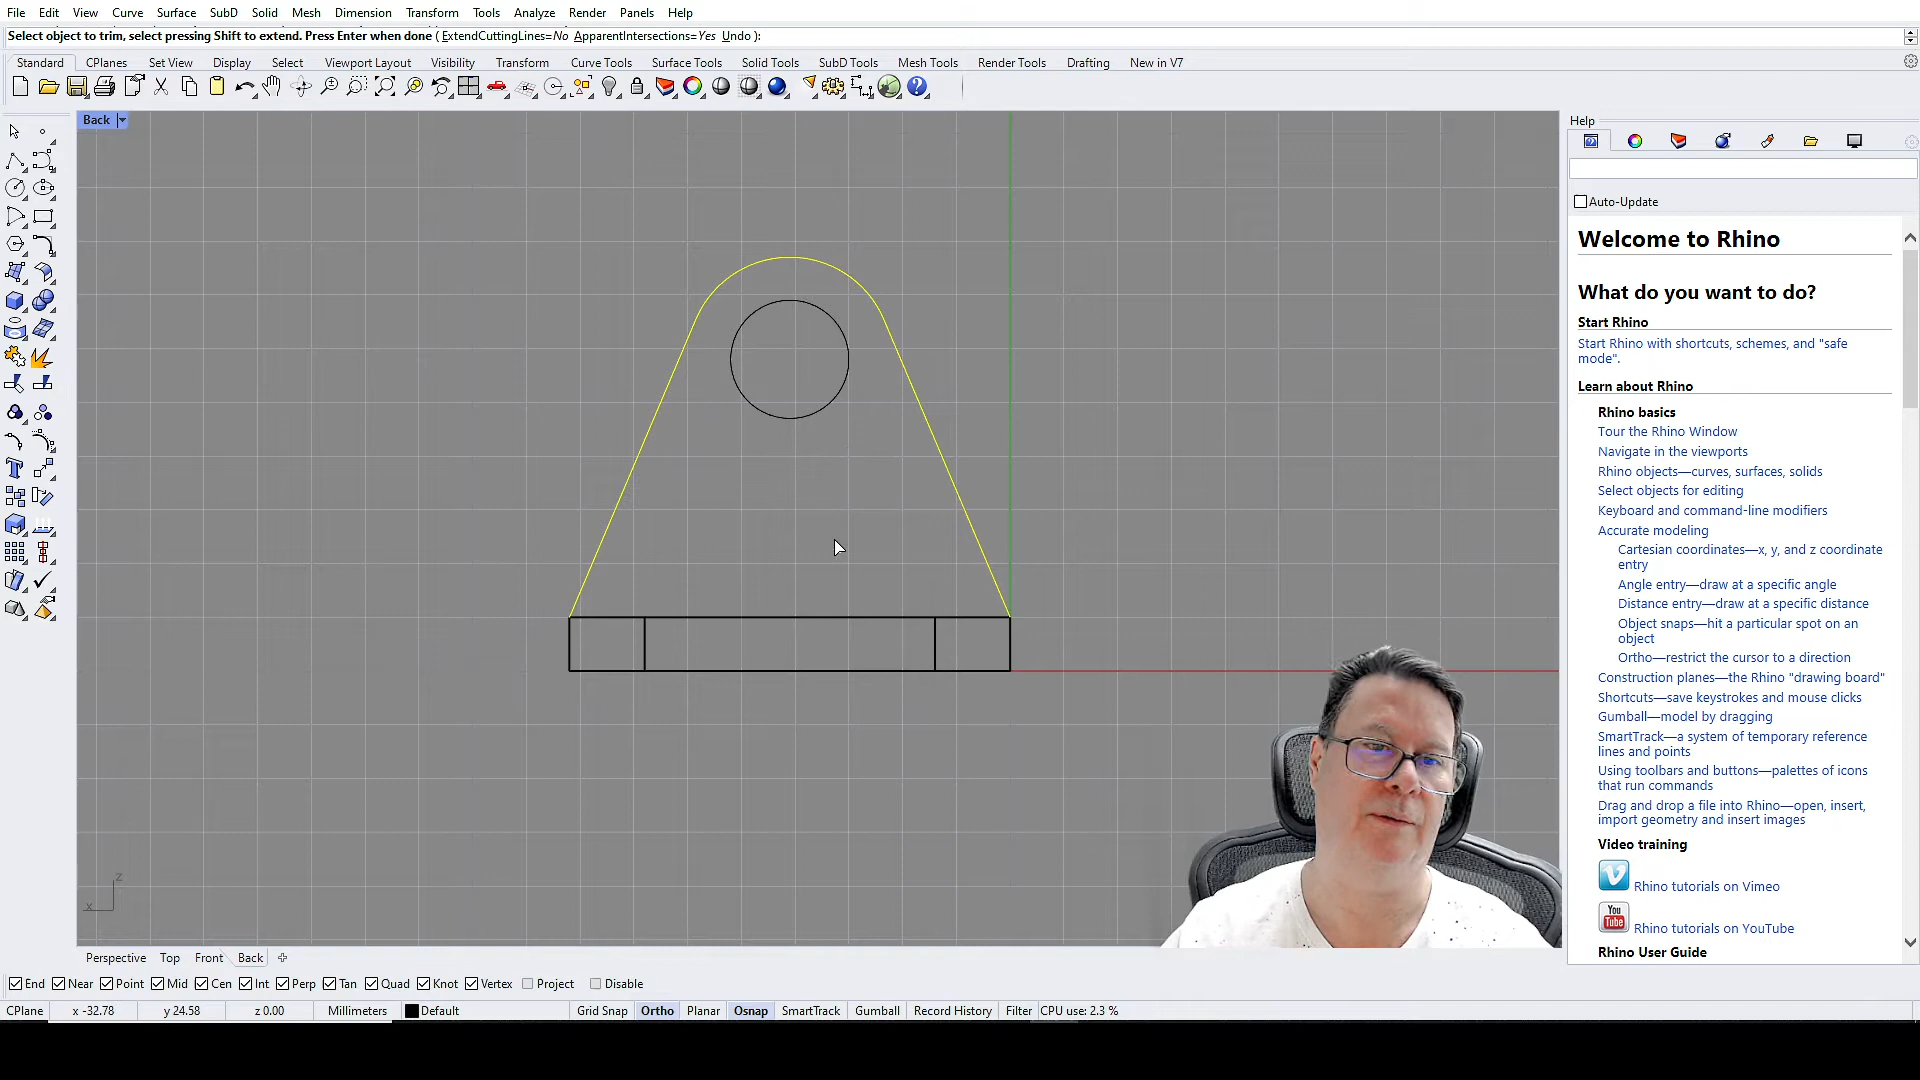 File Edit View Curve Surface SubD Solid Mesh Dimension Transform Tools Analyze Render Panels Help
Select object to trim, select pressing Shift to extend. Press Enter when done ( ExtendCuttingLines=No ApparentIntersections=Yes Undo ):
Standard CPlanes Set View Display Select Viewport Layout Visibility Transform Curve Tools Surface Tools Solid Tools SubD Tools Mesh Tools Render Tools Drafting New in V7
Back
Help
Auto-Update
Welcome to Rhino
What do you want to do?
Start Rhino
Start Rhino with shortcuts, schemes, and "safe
mode".
Learn about Rhino
Rhino basics
Tour the Rhino Window
Navigate in the viewports
Rhino objects—curves, surfaces, solids
Select objects for editing
Keyboard and command-line modifiers
Accurate modeling
Cartesian coordinates—x, y, and z coordinate
entry
Angle entry—draw at a specific angle
Distance entry—draw at a specific distance
Object snaps—hit a particular spot on an
object
Ortho—restrict the cursor to a direction
Construction planes—the Rhino "drawing board"
Shortcuts—save keystrokes and mouse clicks
Gumball—model by dragging
SmartTrack—a system of temporary reference
lines and points
Using toolbars and buttons—palettes of icons
that run commands
Drag and drop a file into Rhino—open, insert,
import geometry and insert images
Video training
Rhino tutorials on Vimeo
You
Tube
Rhino tutorials on YouTube
Rhino User Guide
z
x
Perspective Top Front Back
End Near Point Mid Cen Int Perp Tan Quad Knot Vertex Project Disable
CPlane x -32.78 y 24.58 z 0.00 Millimeters Default Grid Snap Ortho Planar Osnap SmartTrack Gumball Record History Filter CPU use: 2.3 %